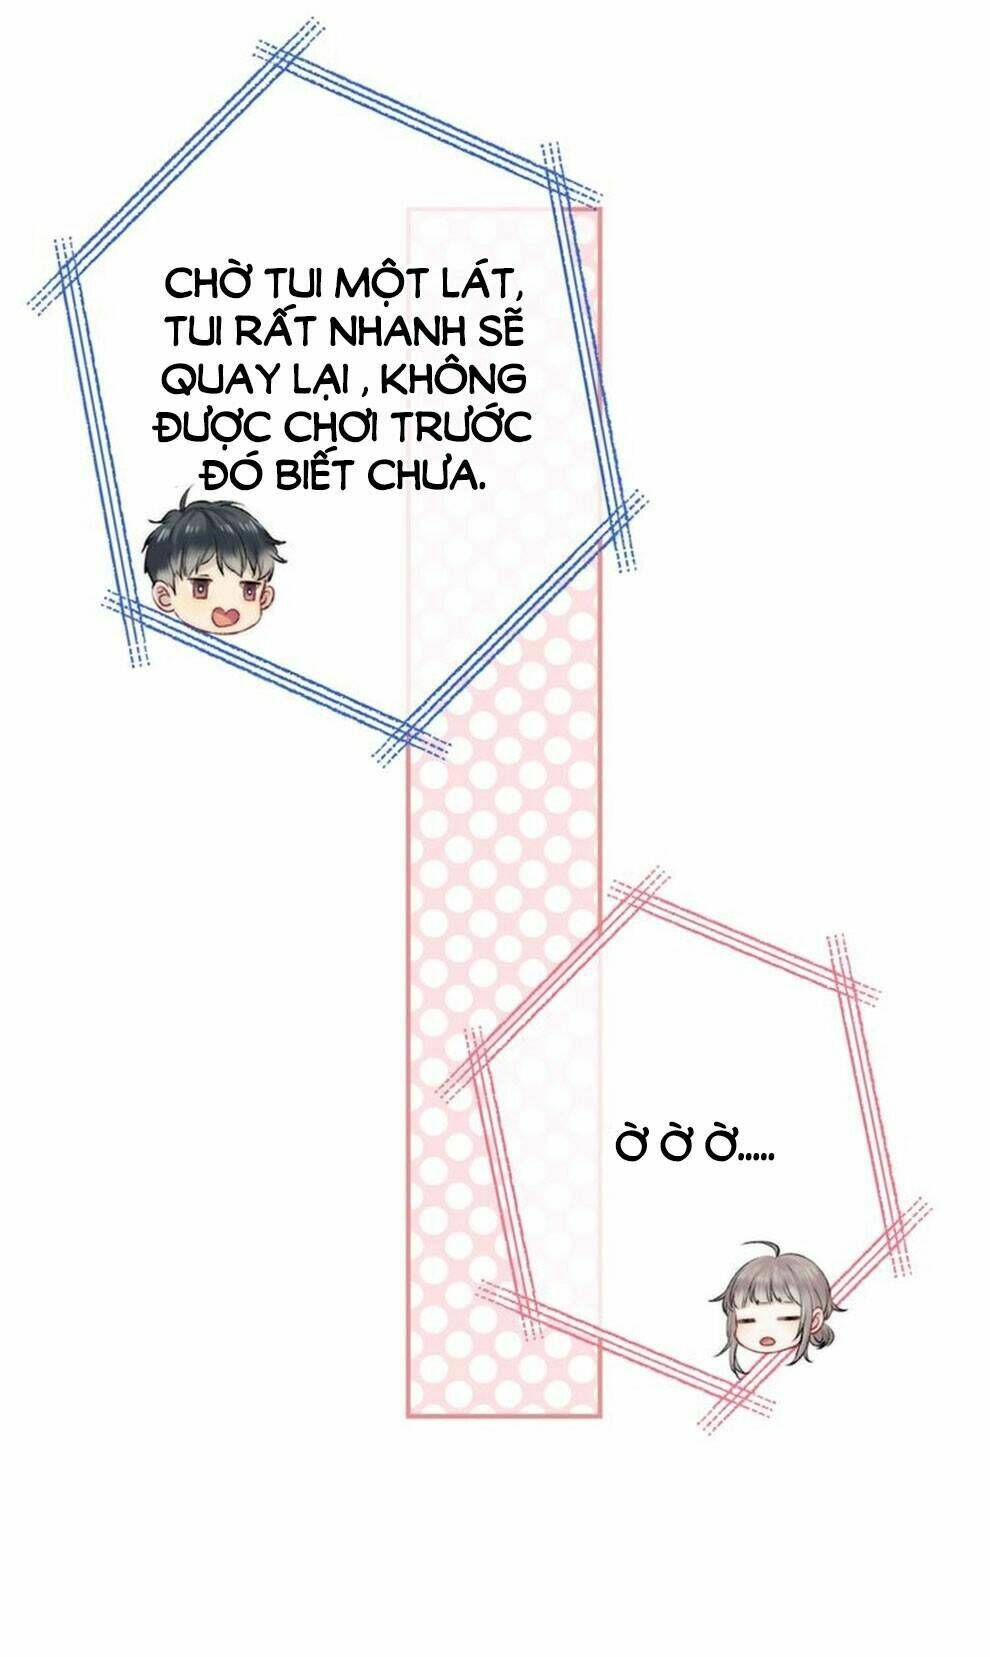 CHỜ TUI MỘT LÁT,
TUI RẤT NHANH SẼ
QUAY LẠI , KHÔNG
ĐƯỢC CHƠI TRƯỚC
ĐÓ BIẾT CHƯA.
Ờ Ờ Ờ.....